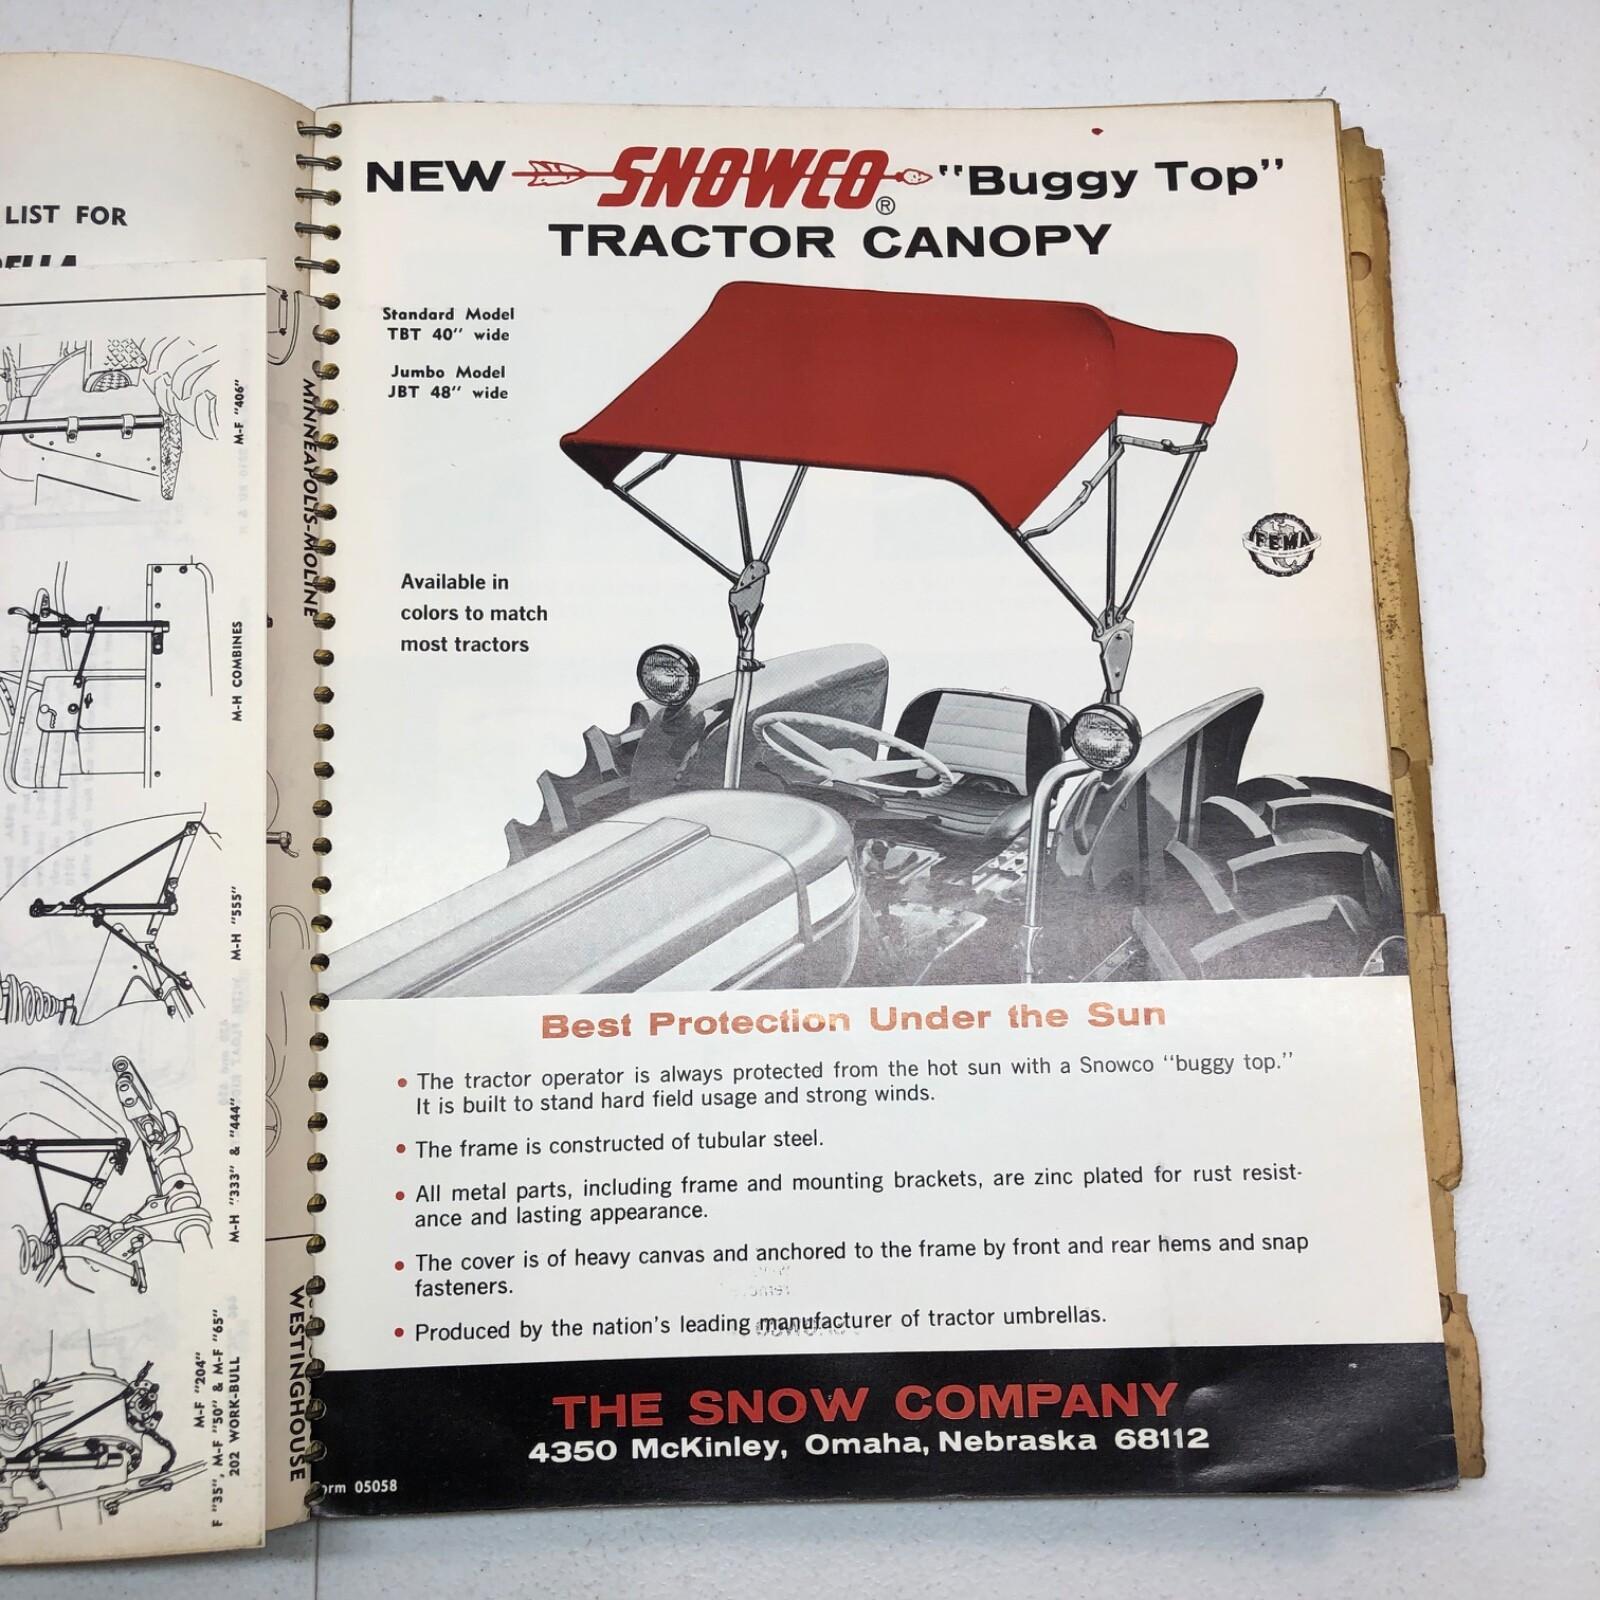 LIST FOR
M-F "406"
M-H COMBINES
M-H "555"
M-H "333" & "444"
M-F "204"
F "35", M-F "50" & M-F "65"
202 WORK-BULL
MINNEAPOLIS-MOLINE
WESTINGHOUSE
NEW SNOWCO® "Buggy Top"
TRACTOR CANOPY
Standard Model
TBT 40" wide
Jumbo Model
JBT 48" wide
Available in
colors to match
most tractors
FEMA
Best Protection Under the Sun
• The tractor operator is always protected from the hot sun with a Snowco "buggy top."
It is built to stand hard field usage and strong winds.
• The frame is constructed of tubular steel.
• All metal parts, including frame and mounting brackets, are zinc plated for rust resist-
ance and lasting appearance.
• The cover is of heavy canvas and anchored to the frame by front and rear hems and snap
fasteners.
• Produced by the nation's leading manufacturer of tractor umbrellas.
THE SNOW COMPANY
4350 McKinley, Omaha, Nebraska 68112
orm 05058